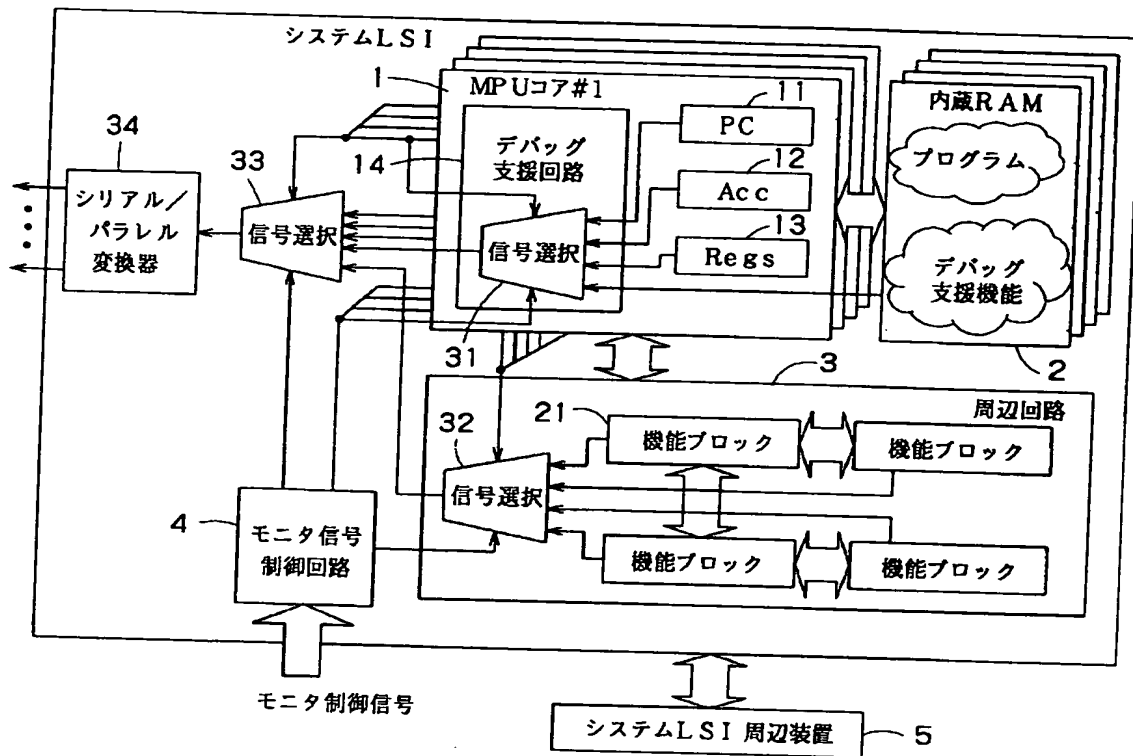 システムLSI
1
MPUコア#1
11
PC
内蔵RAM
34
33
14
デバッグ
支援回路
12
Acc
プログラム
シリアル/
パラレル
変換器
信号選択
信号選択
13
Regs
デバッグ
支援機能
31
2
3
周辺回路
32
21
機能ブロック
機能ブロック
信号選択
4
モニタ信号
制御回路
機能ブロック
機能ブロック
モニタ制御信号
システムLSI 周辺装置
5